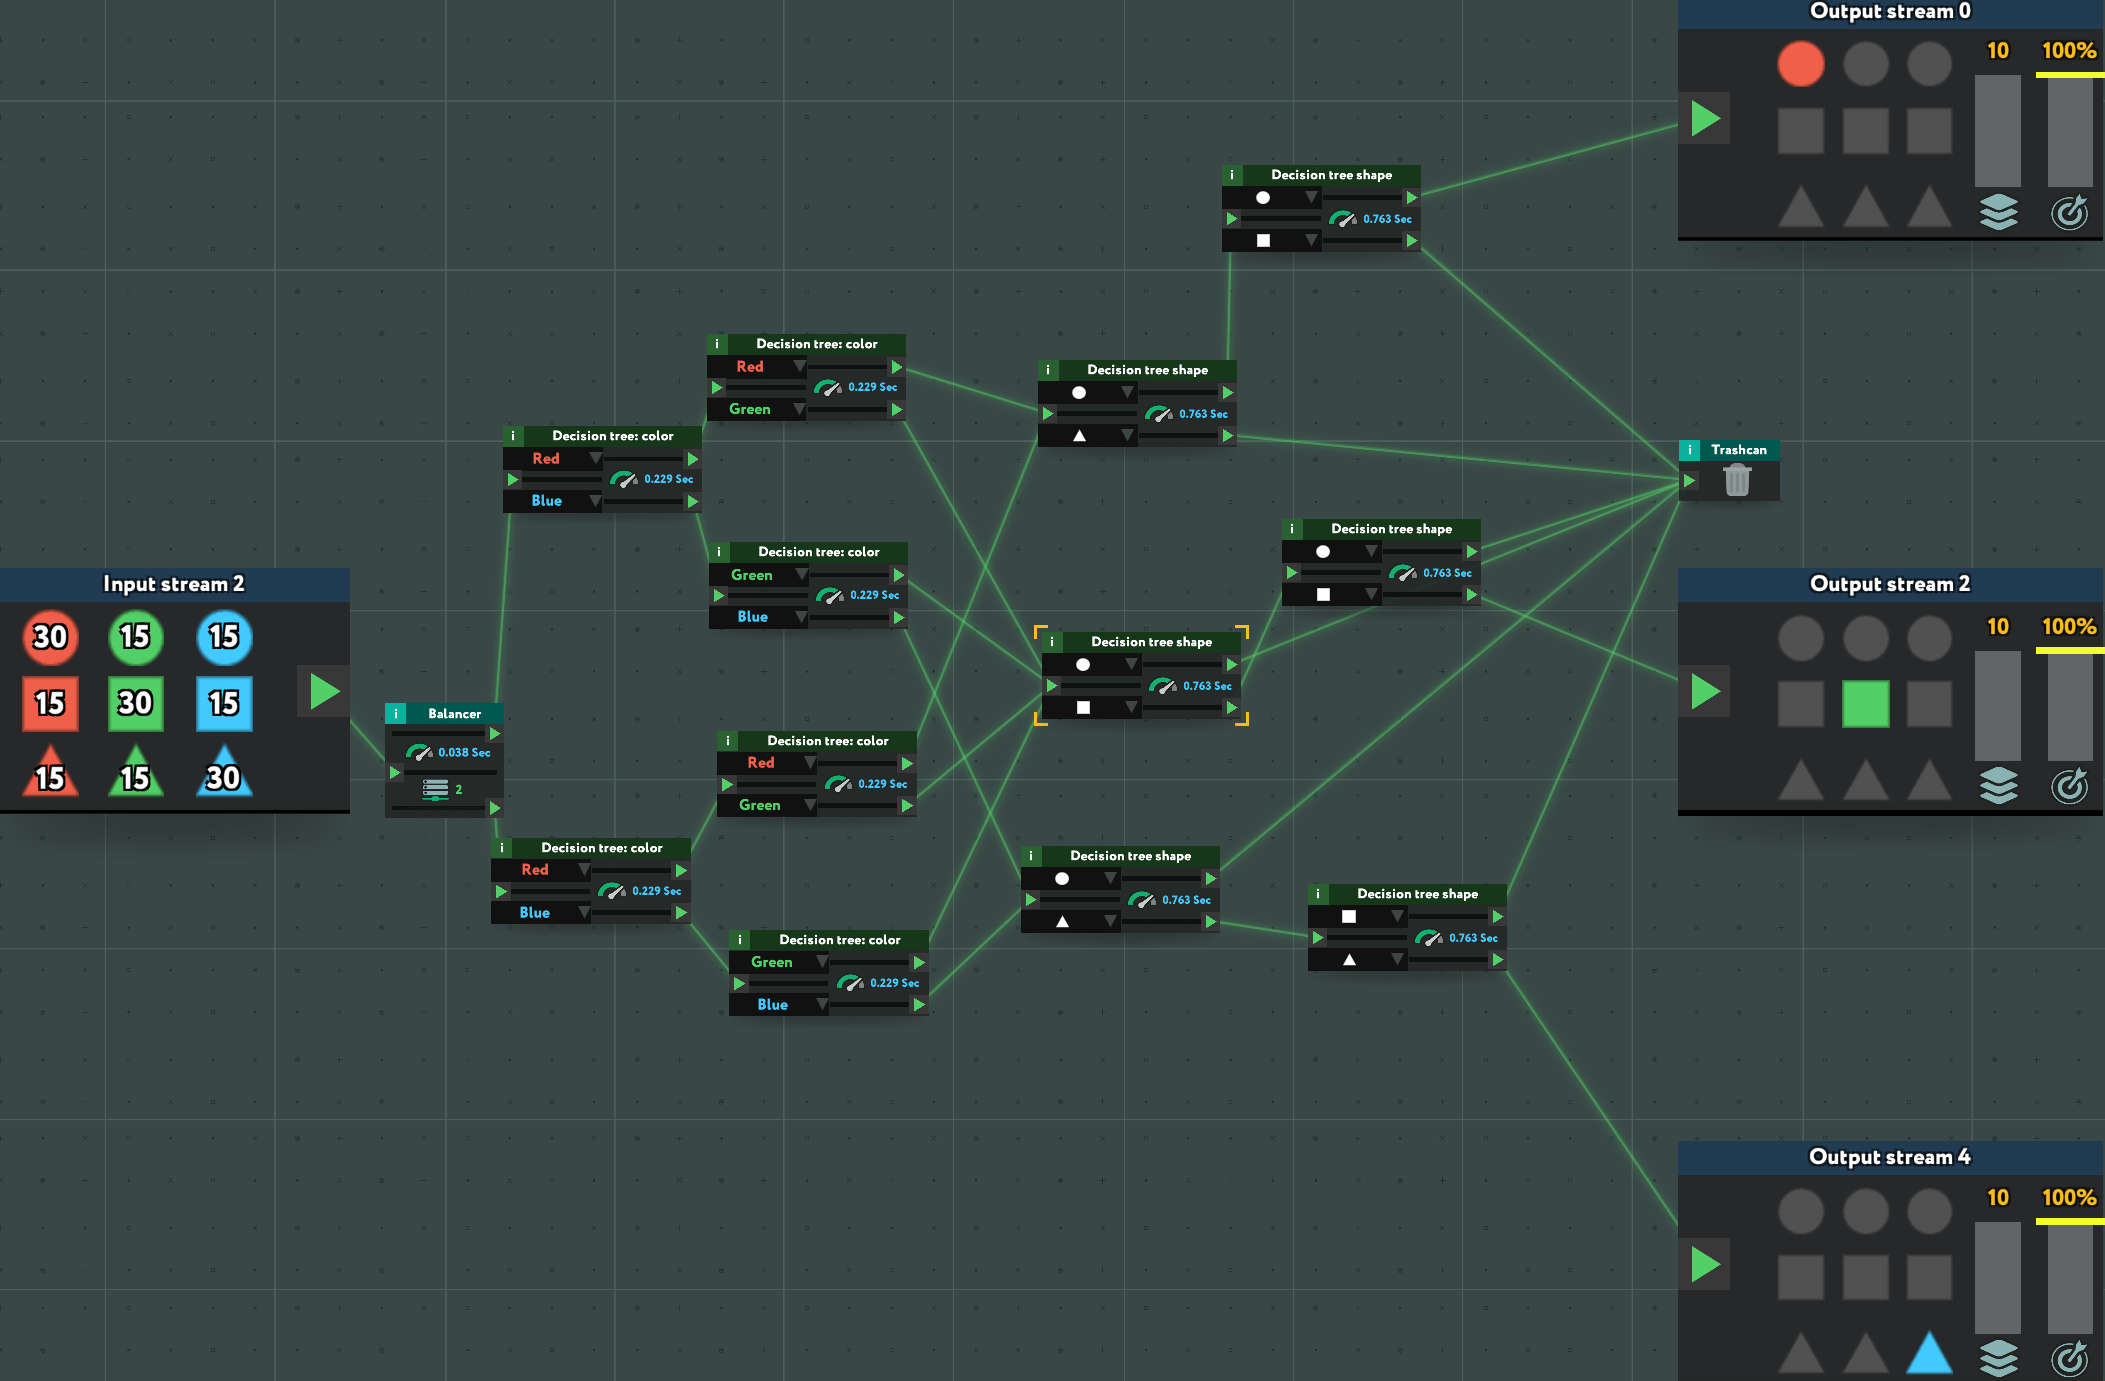 Output stream 0
10 100%
i Decision tree shape
0.763 Sec
i Decision tree: color
Red
0.229 Sec
Green
i Decision tree shape
0.763 Sec
i Decision tree: color
Red
0.229 Sec
Blue
i Trashcan
i Decision tree shape
0.763 Sec
i Decision tree: color
Green
0.229 Sec
Blue
Input stream 2
30 15 15
15 30 15
15 15 30
Output stream 2
10 100%
i Decision tree shape
0.763 Sec
i Balancer
0.038 Sec
2
i Decision tree: color
Red
0.229 Sec
Green
i Decision tree: color
Red
0.229 Sec
Blue
i Decision tree shape
0.763 Sec
i Decision tree shape
0.763 Sec
i Decision tree: color
Green
0.229 Sec
Blue
Output stream 4
10 100%